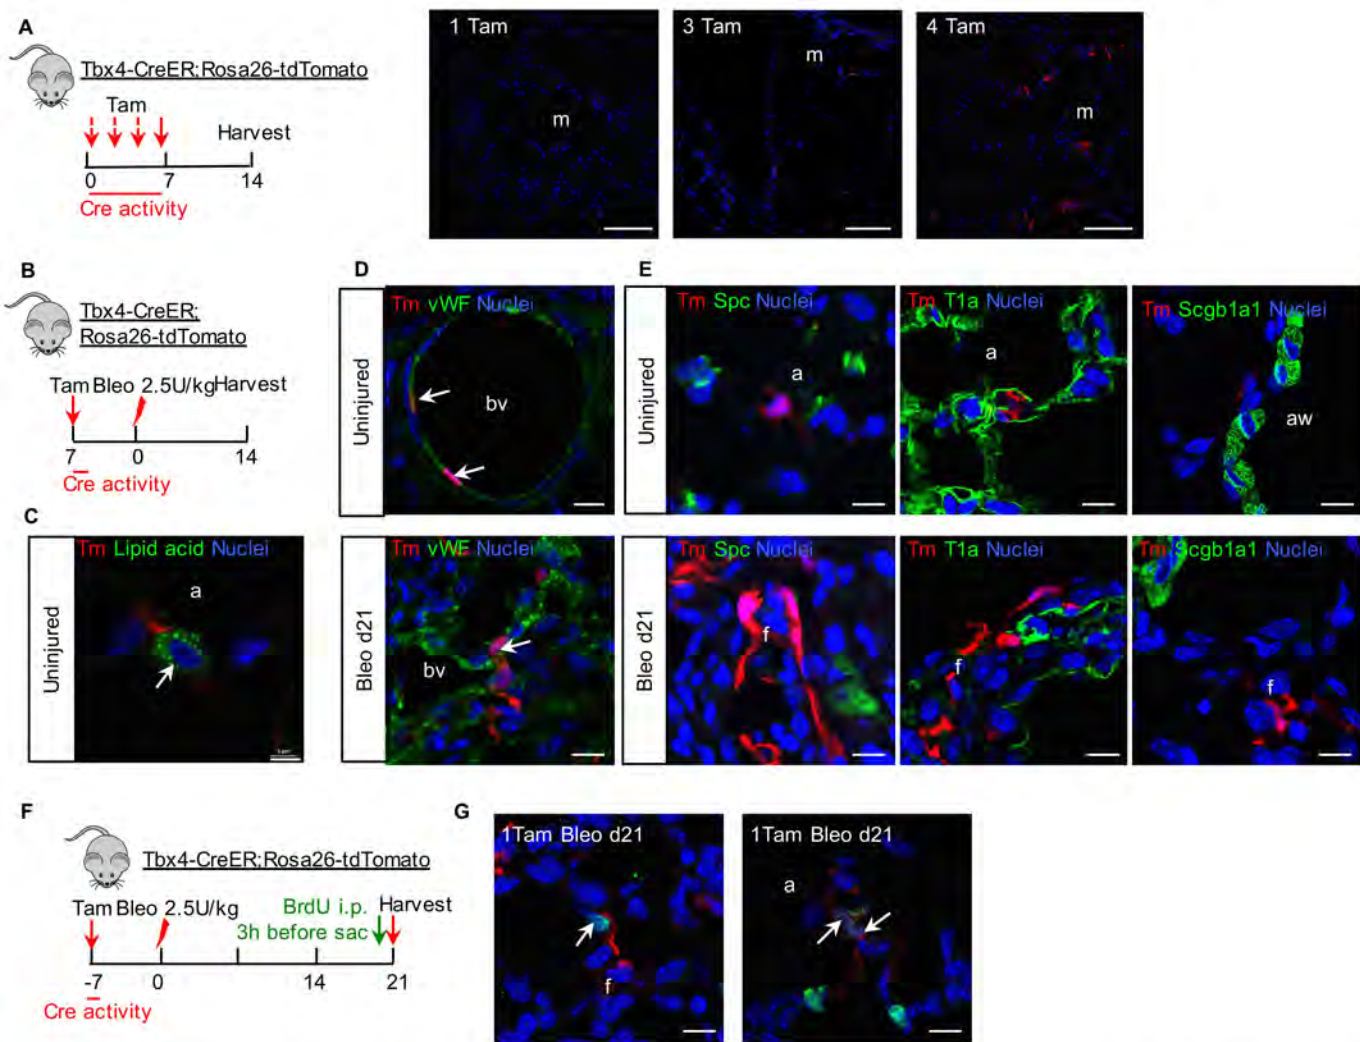 A
Tbx4-CreER;Rosa26-tdTomato
Tam
Harvest
0
7
14
Cre activity
1 Tam
m
3 Tam
m
4 Tam
m
B
Tbx4-CreER;
Rosa26-tdTomato
Tam Bleo 2.5U/kg Harvest
7
0
14
Cre activity
C
Uninjured
Tm Lipid acid Nuclei
a
D
Uninjured
Tm vWF Nuclei
bv
Bleo d21
Tm vWF Nuclei
bv
E
Uninjured
Tm Spc Nuclei
a
Tm T1a Nuclei
a
Tm Scgb1a1 Nuclei
aw
Bleo d21
Tm Spc Nuclei
f
Tm T1a Nuclei
f
Tm Scgb1a1 Nuclei
f
F
Tbx4-CreER;Rosa26-tdTomato
Tam Bleo 2.5U/kg
BrdU i.p.
3h before sac
Harvest
-7
0
14
21
Cre activity
G
1Tam Bleo d21
f
1Tam Bleo d21
a